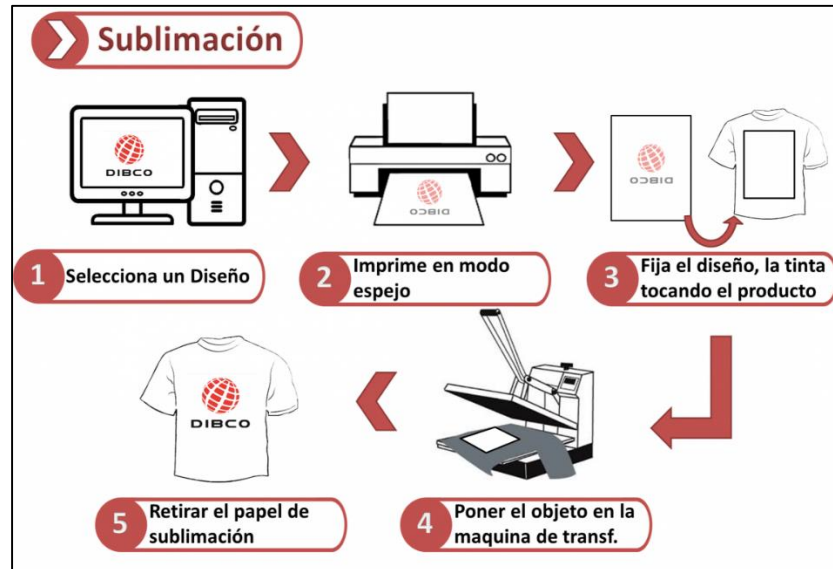 Sublimación
DIBCO
DIBCO
DIBCO
1 Selecciona un Diseño
2 Imprime en modo
espejo
3 Fija el diseño, la tinta
tocando el producto
DIBCO
5 Retirar el papel de
sublimación
4 Poner el objeto en la
maquina de transf.